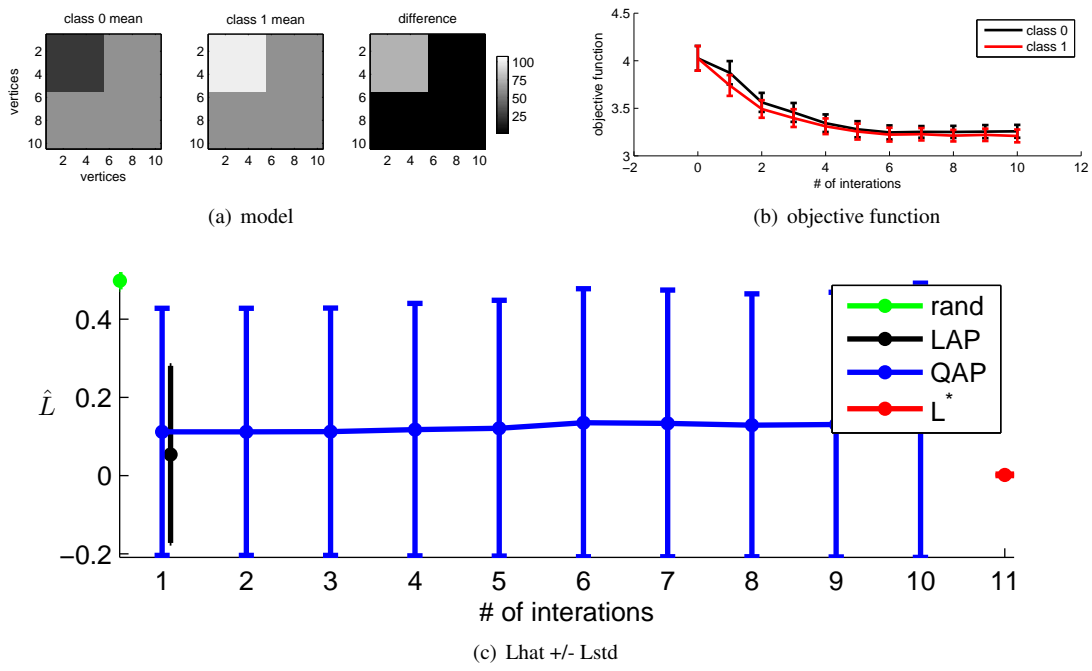 class 0 mean
class 1 mean
difference
vertices
2
4
6
8
10
2 4 6 8 10
2
4
6
8
10
2 4 6 8 10
2
4
6
8
10
2 4 6 8 10
vertices
100
75
50
25
(a) model
objective function
4.5
4
3.5
3
−2 0 2 4 6 8 10 12
# of interations
class 0
class 1
(b) objective function
L̂
0.4
0.2
0
−0.2
1 2 3 4 5 6 7 8 9 10 11
# of interations
rand
LAP
QAP
L*
(c) Lhat +/- Lstd